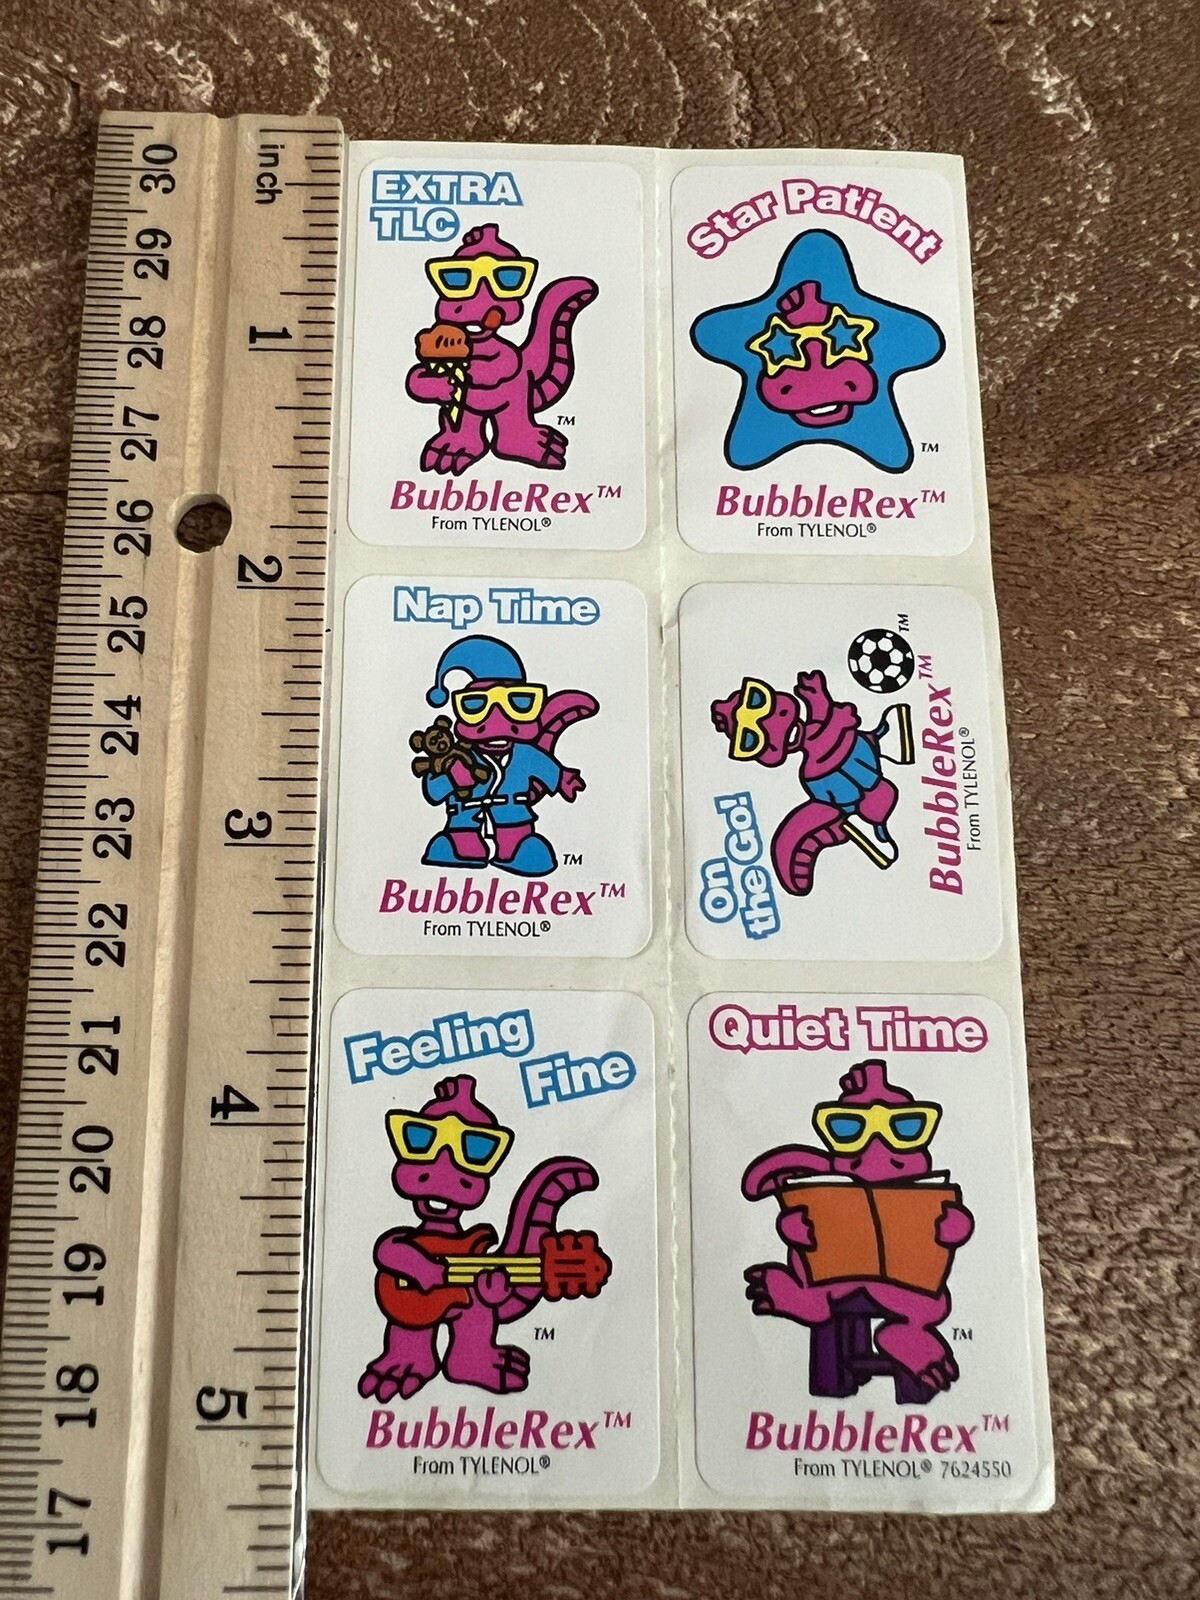 inch
1
2
3
4
5
30
29
28
27
26
25
24
23
22
21
20
19
18
17
EXTRA
TLC
TM
BubbleRex™
From TYLENOL®
Star Patient
TM
BubbleRex™
From TYLENOL®
Nap Time
TM
BubbleRex™
From TYLENOL®
On
the Go!
TM
BubbleRex™
From TYLENOL®
Feeling
Fine
TM
BubbleRex™
From TYLENOL®
Quiet Time
TM
BubbleRex™
From TYLENOL® 7624550